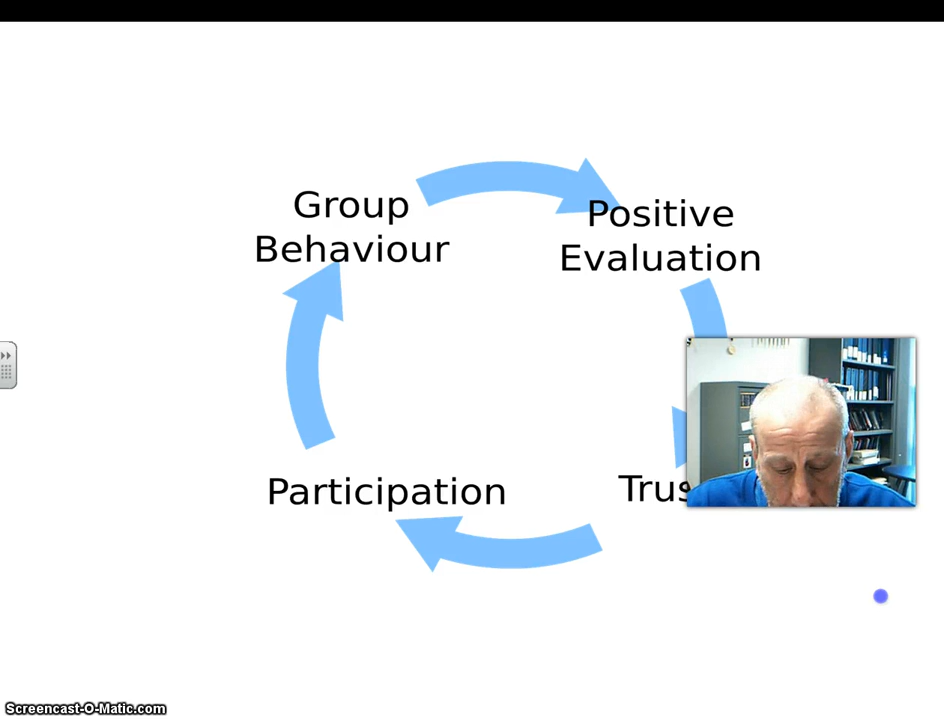 Group
Behaviour
Positive
Evaluation
Participation
Screencast-O-Matic.com